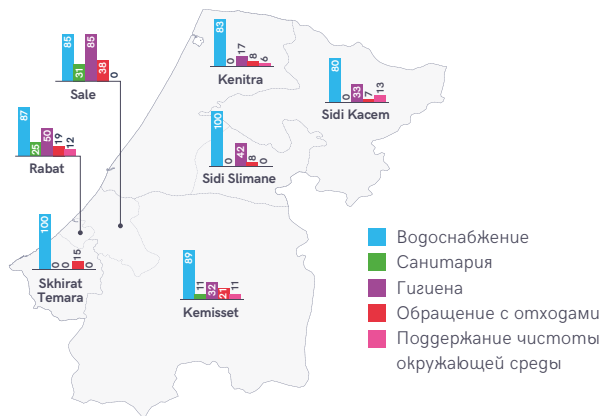 83
0
17
8
6
Kenitra
85
31
85
38
0
Sale
80
0
33
7
13
Sidi Kacem
87
25
50
19
12
Rabat
100
0
42
8
0
Sidi Slimane
100
0
0
15
0
Skhirat
Temara
89
11
32
21
11
Kemisset
Водоснабжение
Санитария
Гигиена
Обращение с отходами
Поддержание чистоты
окружающей среды